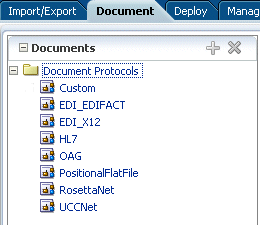 Import/Export Document Deploy Manag
Documents
Document Protocols
Custom
EDI_EDIFACT
EDI_X12
HL7
OAG
PositionalFlatFile
RosettaNet
UCCNet